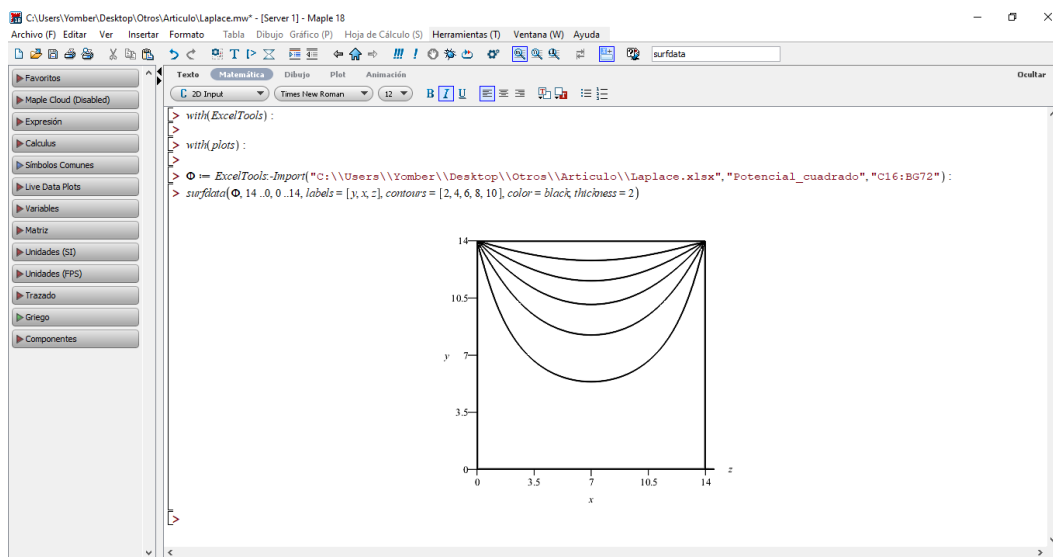 C:\Users\Yomber\Desktop\Otros\Articulo\Laplace.mw* - [Server 1] - Maple 18
Archivo (F) Editar Ver Insertar Formato Tabla Dibujo Gráfico (P) Hoja de Cálculo (S) Herramientas (T) Ventana (W) Ayuda
surfdata
Favoritos
Maple Cloud (Disabled)
Expresión
Calculus
Símbolos Comunes
Live Data Plots
Variables
Matriz
Unidades (SI)
Unidades (FPS)
Trazado
Griego
Componentes
Texto Matemática Dibujo Plot Animación Ocultar
C 2D Input Times New Roman 12 B I U
> with(ExcelTools) :
>
> with(plots) :
>
> Φ := ExcelTools:-Import("C:\\Users\\Yomber\\Desktop\\Otros\\Articulo\\Laplace.xlsx","Potencial_cuadrado","C16:BG72") :
> surfdata(Φ, 14 ..0, 0 ..14, labels = [y, x, z], contours = [2, 4, 6, 8, 10], color = black, thickness = 2)
14
10.5
y 7
3.5
0 z
0 3.5 7 10.5 14
x
>